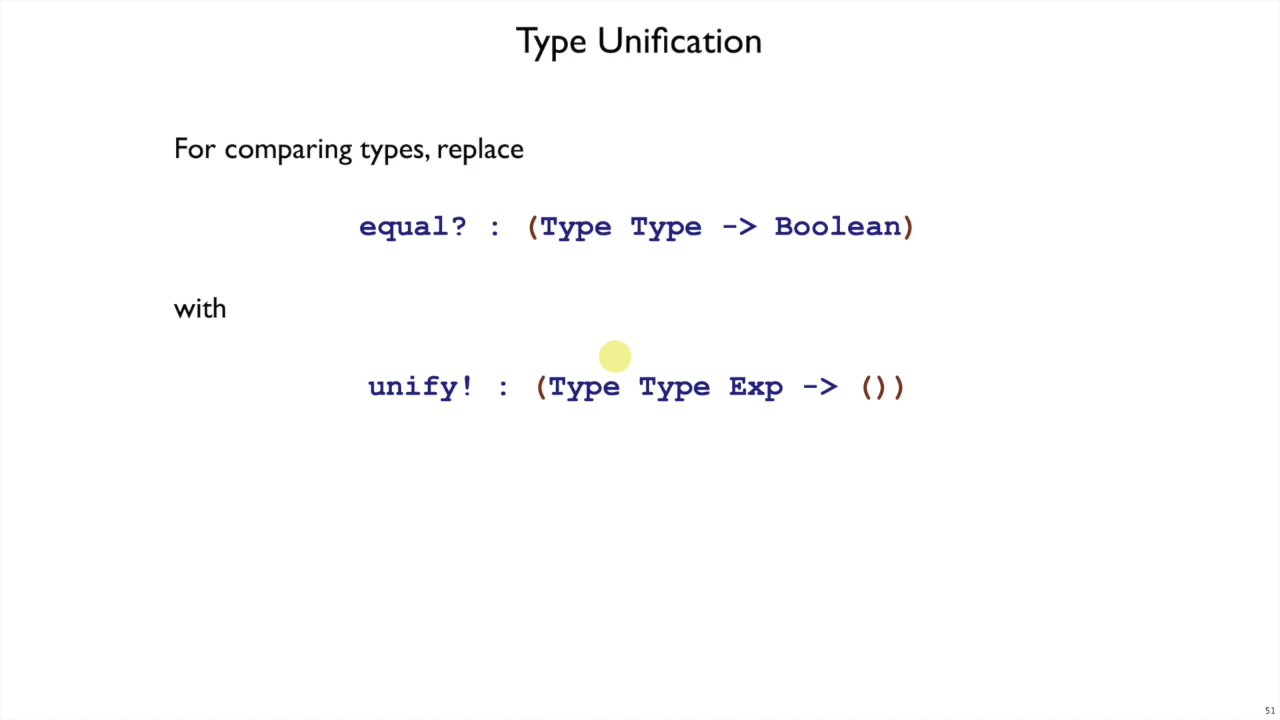 Type Unification
For comparing types, replace
equal? : (Type Type -> Boolean)
with
unify! : (Type Type Exp -> ())
51